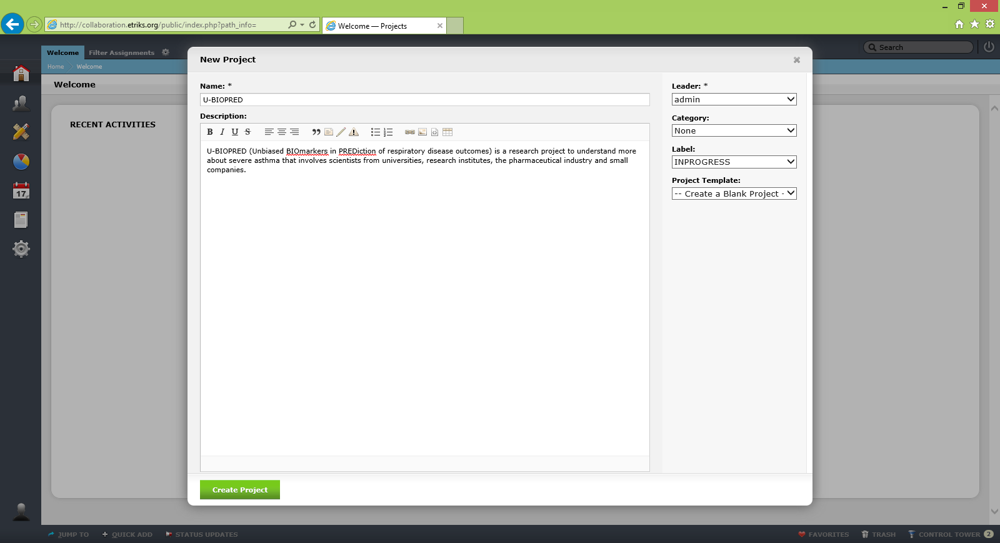 http://collaboration.etriks.org/public/index.php?path_info=
Welcome — Projects
Welcome
Filter Assignments
Search
Home
Welcome
Welcome
RECENT ACTIVITIES
17
New Project
Name: *
U-BIOPRED
Description:
B I U S
U-BIOPRED (Unbiased BIOmarkers in PREDiction of respiratory disease outcomes) is a research project to understand more
about severe asthma that involves scientists from universities, research institutes, the pharmaceutical industry and small
companies.
Leader: *
admin
Category:
None
Label:
INPROGRESS
Project Template:
-- Create a Blank Project -
Create Project
JUMP TO
QUICK ADD
STATUS UPDATES
FAVORITES
TRASH
CONTROL TOWER 2